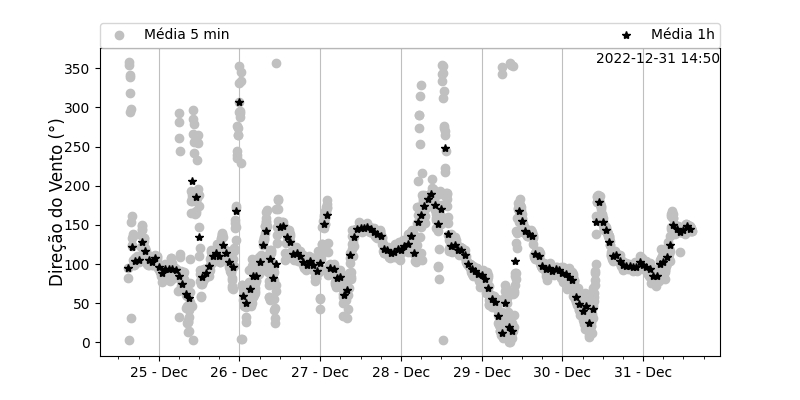 Média 5 min
Média 1h
2022-12-31 14:50
Direção do Vento (°)
350
300
250
200
150
100
50
0
25 - Dec
26 - Dec
27 - Dec
28 - Dec
29 - Dec
30 - Dec
31 - Dec